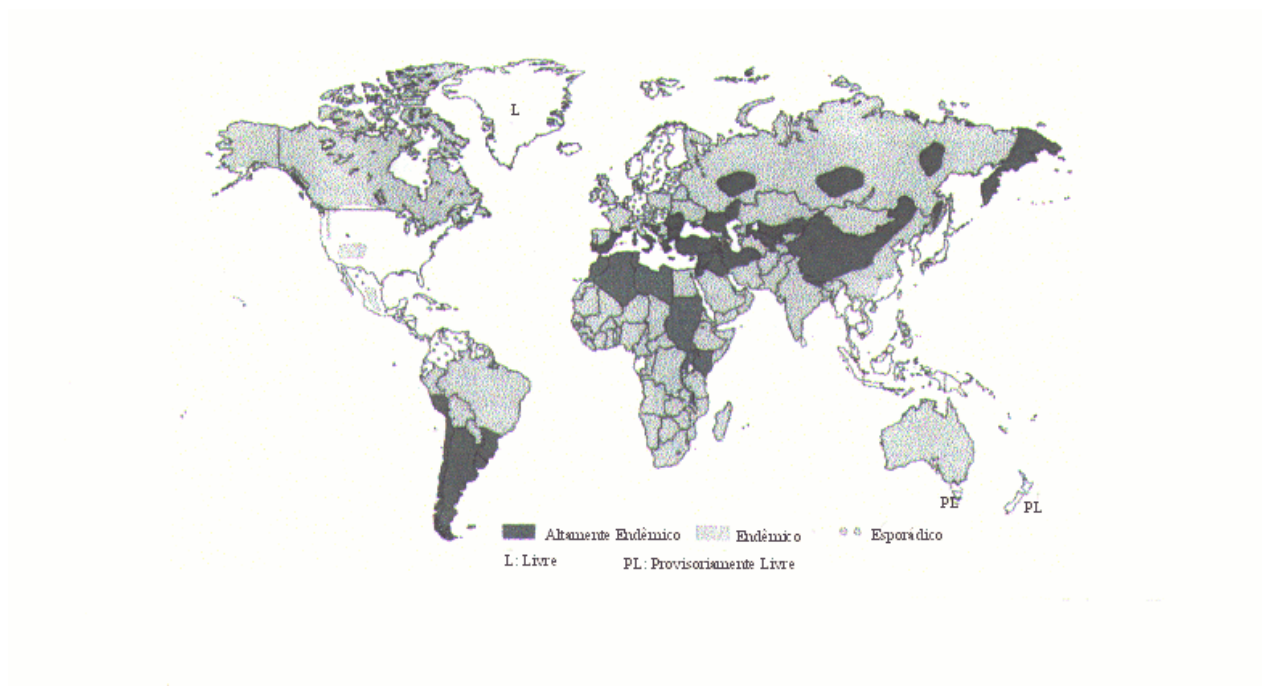 L
PL
PL
Altamente Endêmico Endêmico Esporádico
L: Livre PL: Provisoriamente Livre